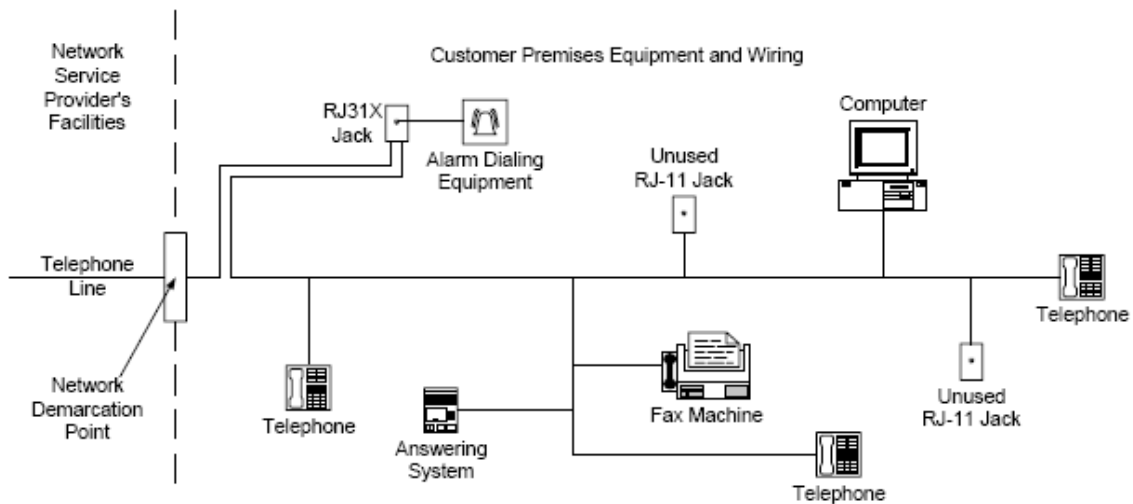 Network
Service
Provider's
Facilities
Customer Premises Equipment and Wiring
RJ31X
Jack
Alarm Dialing
Equipment
Unused
RJ-11 Jack
Computer
Telephone
Line
Telephone
Network
Demarcation
Point
Telephone
Answering
System
Fax Machine
Unused
RJ-11 Jack
Telephone